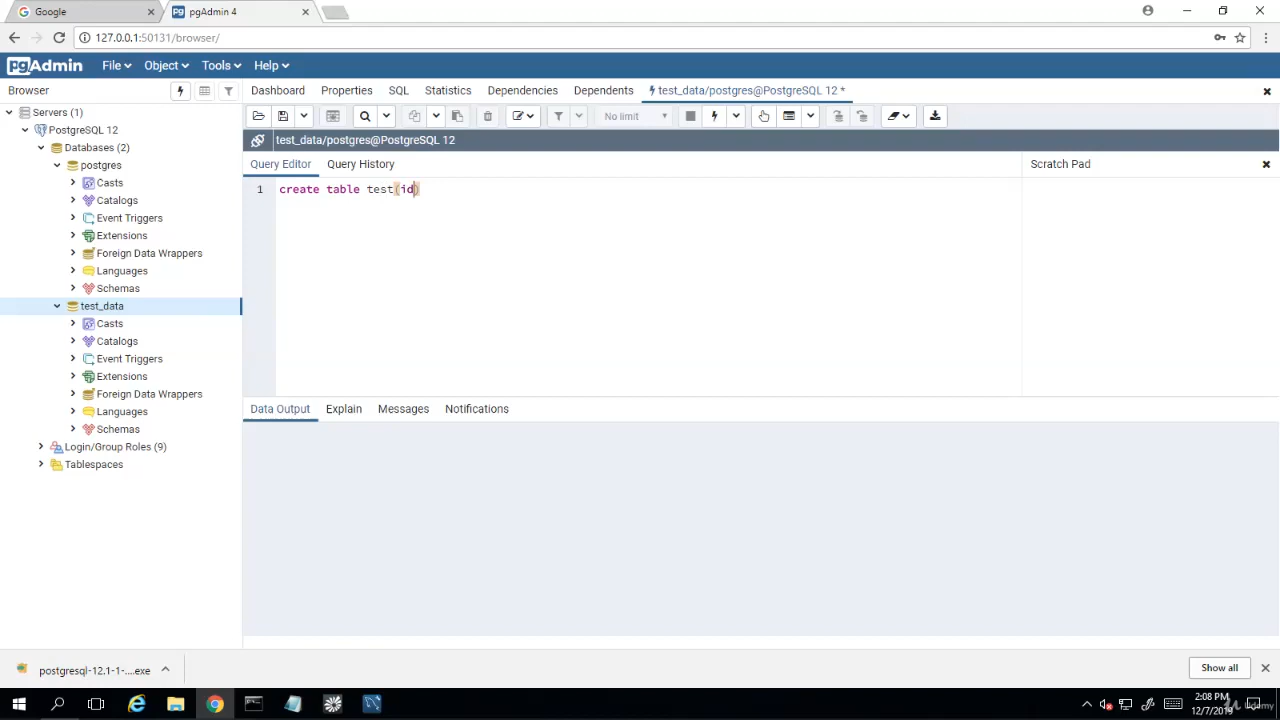 Google
pgAdmin 4
127.0.0.1:50131/browser/
pgAdmin File Object Tools Help
Browser
Dashboard Properties SQL Statistics Dependencies Dependents test_data/postgres@PostgreSQL 12 *
Servers (1)
No limit
PostgreSQL 12
test_data/postgres@PostgreSQL 12
Databases (2)
postgres
Query Editor Query History Scratch Pad
Casts
1 create table test(id)
Catalogs
Event Triggers
Extensions
Foreign Data Wrappers
Languages
Schemas
test_data
Casts
Catalogs
Event Triggers
Extensions
Foreign Data Wrappers
Languages
Data Output Explain Messages Notifications
Schemas
Login/Group Roles (9)
Tablespaces
postgresql-12.1-1-....exe
Show all
2:08 PM
12/7/2019
Udemy